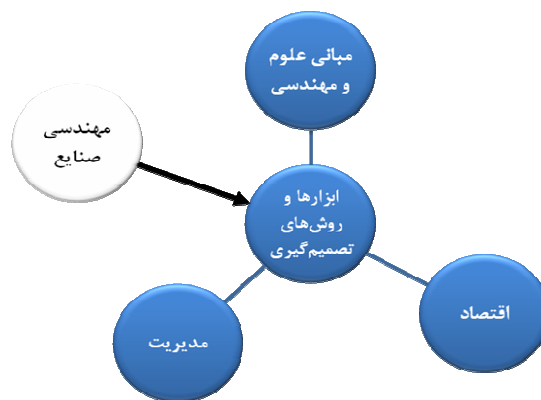 مبانی علوم
و مهندسی
مهندسی
صنایع
ابزارها و
روش‌های
تصمیم‌گیری
اقتصاد
مدیریت